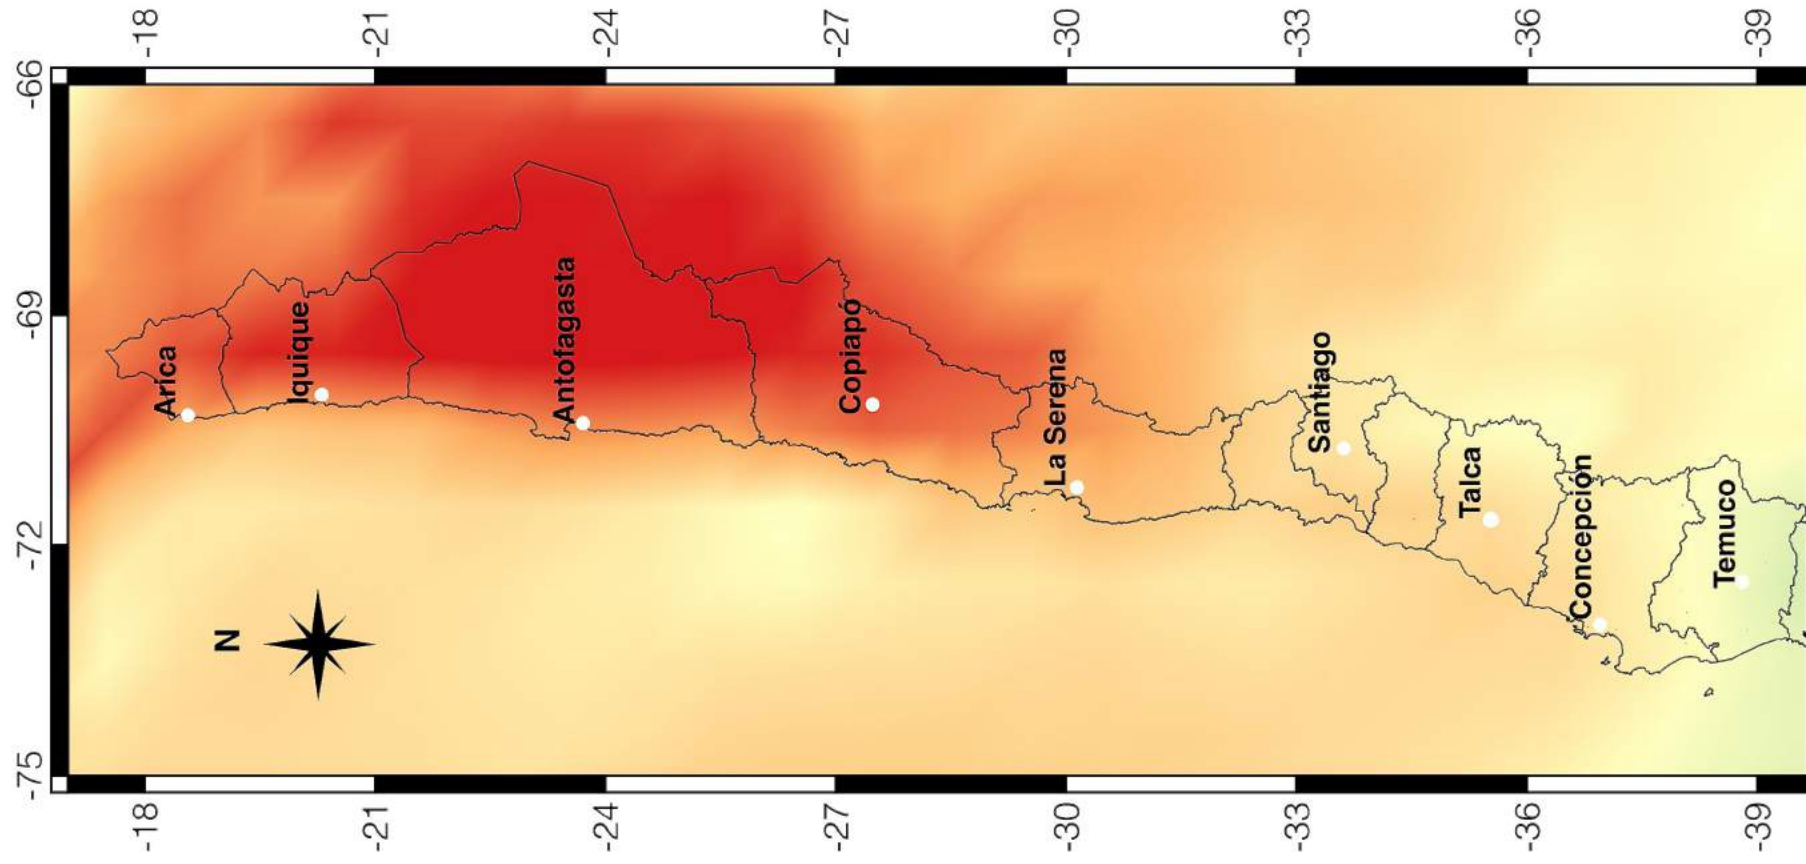 -18
-21
-24
-27
-30
-33
-36
-39
-66
-69
-72
-75
Arica
Iquique
Antofagasta
Copiapó
La Serena
Santiago
Talca
Concepción
Temuco
N
-18
-21
-24
-27
-30
-33
-36
-39